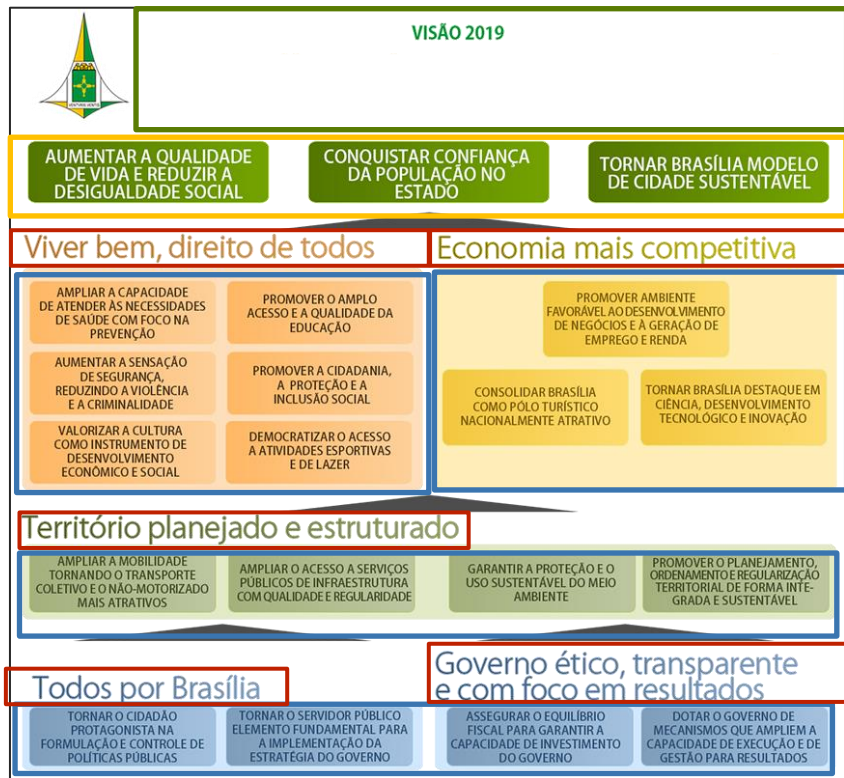 VISÃO 2019
AUMENTAR A QUALIDADE
DE VIDA E REDUZIR A
DESIGUALDADE SOCIAL
CONQUISTAR CONFIANÇA
DA POPULAÇÃO NO
ESTADO
TORNAR BRASÍLIA MODELO
DE CIDADE SUSTENTÁVEL
Viver bem, direito de todos
AMPLIAR A CAPACIDADE
DE ATENDER ÀS NECESSIDADES
DE SAÚDE COM FOCO NA
PREVENÇÃO
PROMOVER O AMPLO
ACESSO E A QUALIDADE DA
EDUCAÇÃO
AUMENTAR A SENSAÇÃO
DE SEGURANÇA,
REDUZINDO A VIOLÊNCIA
E A CRIMINALIDADE
PROMOVER A CIDADANIA,
A PROTEÇÃO E A
INCLUSÃO SOCIAL
VALORIZAR A CULTURA
COMO INSTRUMENTO DE
DESENVOLVIMENTO
ECONÔMICO E SOCIAL
DEMOCRATIZAR O ACESSO
A ATIVIDADES ESPORTIVAS
E DE LAZER
Economia mais competitiva
PROMOVER AMBIENTE
FAVORÁVEL AO DESENVOLVIMENTO
DE NEGÓCIOS E À GERAÇÃO DE
EMPREGO E RENDA
CONSOLIDAR BRASÍLIA
COMO PÓLO TURÍSTICO
NACIONALMENTE ATRATIVO
TORNAR BRASÍLIA DESTAQUE EM
CIÊNCIA, DESENVOLVIMENTO
TECNOLÓGICO E INOVAÇÃO
Território planejado e estruturado
AMPLIAR A MOBILIDADE
TORNANDO O TRANSPORTE
COLETIVO E O NÃO-MOTORIZADO
MAIS ATRATIVOS
AMPLIAR O ACESSO A SERVIÇOS
PÚBLICOS DE INFRAESTRUTURA
COM QUALIDADE E REGULARIDADE
GARANTIR A PROTEÇÃO E O
USO SUSTENTÁVEL DO MEIO
AMBIENTE
PROMOVER O PLANEJAMENTO,
ORDENAMENTO E REGULARIZAÇÃO
TERRITORIAL DE FORMA INTE-
GRADA E SUSTENTÁVEL
Todos por Brasília
TORNAR O CIDADÃO
PROTAGONISTA NA
FORMULAÇÃO E CONTROLE DE
POLÍTICAS PÚBLICAS
TORNAR O SERVIDOR PÚBLICO
ELEMENTO FUNDAMENTAL PARA
A IMPLEMENTAÇÃO DA
ESTRATÉGIA DO GOVERNO
Governo ético, transparente
e com foco em resultados
ASSEGURAR O EQUILÍBRIO
FISCAL PARA GARANTIR A
CAPACIDADE DE INVESTIMENTO
DO GOVERNO
DOTAR O GOVERNO DE
MECANISMOS QUE AMPLIEM A
CAPACIDADE DE EXECUÇÃO E DE
GESTÃO PARA RESULTADOS